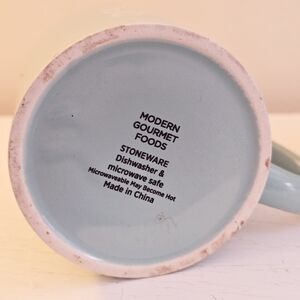 MODERN
GOURMET
FOODS
STONEWARE
Dishwasher &
microwave safe
Microwaveable May Become Hot
Made in China